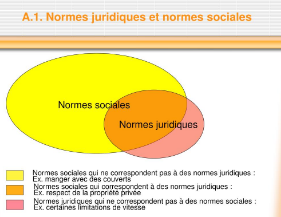 A.1. Normes juridiques et normes sociales
Normes sociales
Normes juridiques
Normes sociales qui ne correspondent pas à des normes juridiques :
Ex. manger avec des couverts
Normes sociales qui correspondent à des normes juridiques :
Ex. respect de la propriété privée
Normes juridiques qui ne correspondent pas à des normes sociales :
Ex. certaines limitations de vitesse